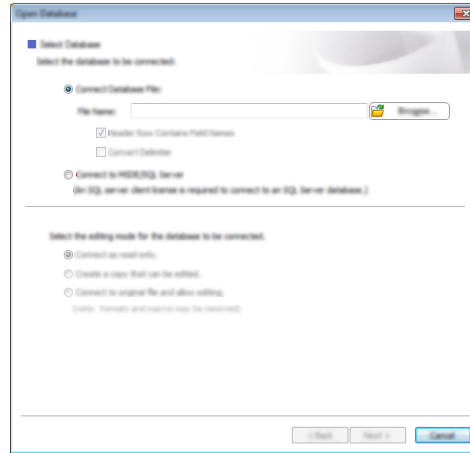 Open Database
Select Database
Select the database to be connected:
Connect Database File:
File Name:
Browse...
Header Row Contains Field Names
Convert Delimiter
Connect to MSDE/SQL Server
(An SQL server client license is required to connect to an SQL Server database.)
Select the editing mode for the database to be connected.
Connect as read-only.
Create a copy that can be edited.
Connect to original file and allow editing.
(note: formats and macros may be removed)
< Back
Next >
Cancel